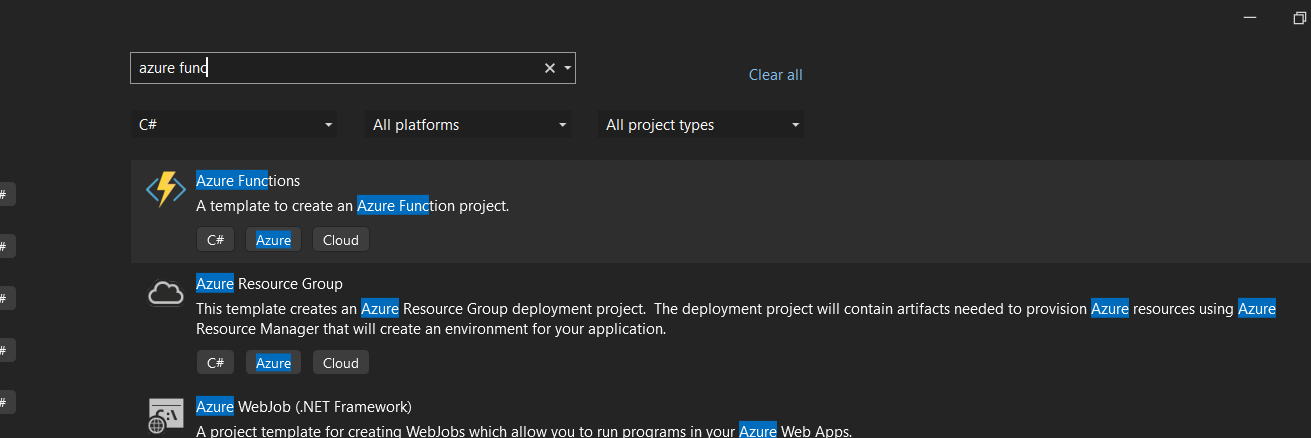 azure func
Clear all
C#
All platforms
All project types
Azure Functions
A template to create an Azure Function project.
#
C#
Azure
Cloud
#
Azure Resource Group
#
This template creates an Azure Resource Group deployment project.  The deployment project will contain artifacts needed to provision Azure resources using Azure
Resource Manager that will create an environment for your application.
#
C#
Azure
Cloud
#
Azure WebJob (.NET Framework)
A project template for creating WebJobs which allow you to run programs in your Azure Web Apps.